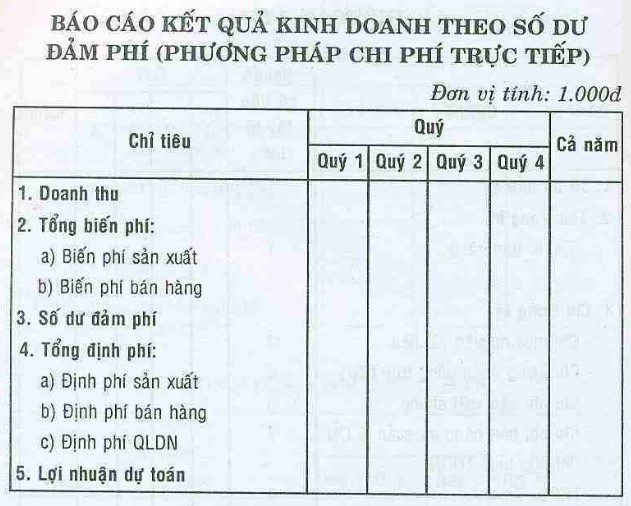 BÁO CÁO KẾT QUẢ KINH DOANH THEO SỐ DƯ
ĐẢM PHÍ (PHƯƠNG PHÁP CHI PHÍ TRỰC TIẾP)
Đơn vị tính: 1.000đ
Chỉ tiêu
Quý
Cả năm
Quý 1 Quý 2 Quý 3 Quý 4
1. Doanh thu
2. Tổng biến phí:
a) Biến phí sản xuất
b) Biến phí bán hàng
3. Số dư đảm phí
4. Tổng định phí:
a) Định phí sản xuất
b) Định phí bán hàng
c) Định phí QLDN
5. Lợi nhuận dự toán